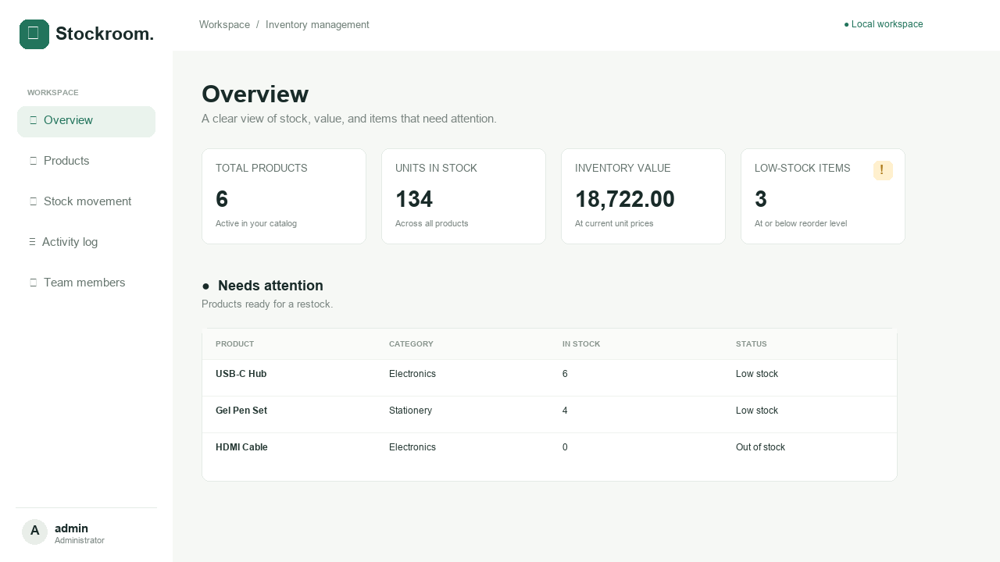 Stockroom.
Workspace / Inventory management
● Local workspace
WORKSPACE
Overview
Products
Stock movement
Activity log
Team members
A
admin
Administrator
Overview
A clear view of stock, value, and items that need attention.
TOTAL PRODUCTS
6
Active in your catalog
UNITS IN STOCK
134
Across all products
INVENTORY VALUE
18,722.00
At current unit prices
LOW-STOCK ITEMS
!
3
At or below reorder level
● Needs attention
Products ready for a restock.
PRODUCT CATEGORY IN STOCK STATUS
USB-C Hub Electronics 6 Low stock
Gel Pen Set Stationery 4 Low stock
HDMI Cable Electronics 0 Out of stock